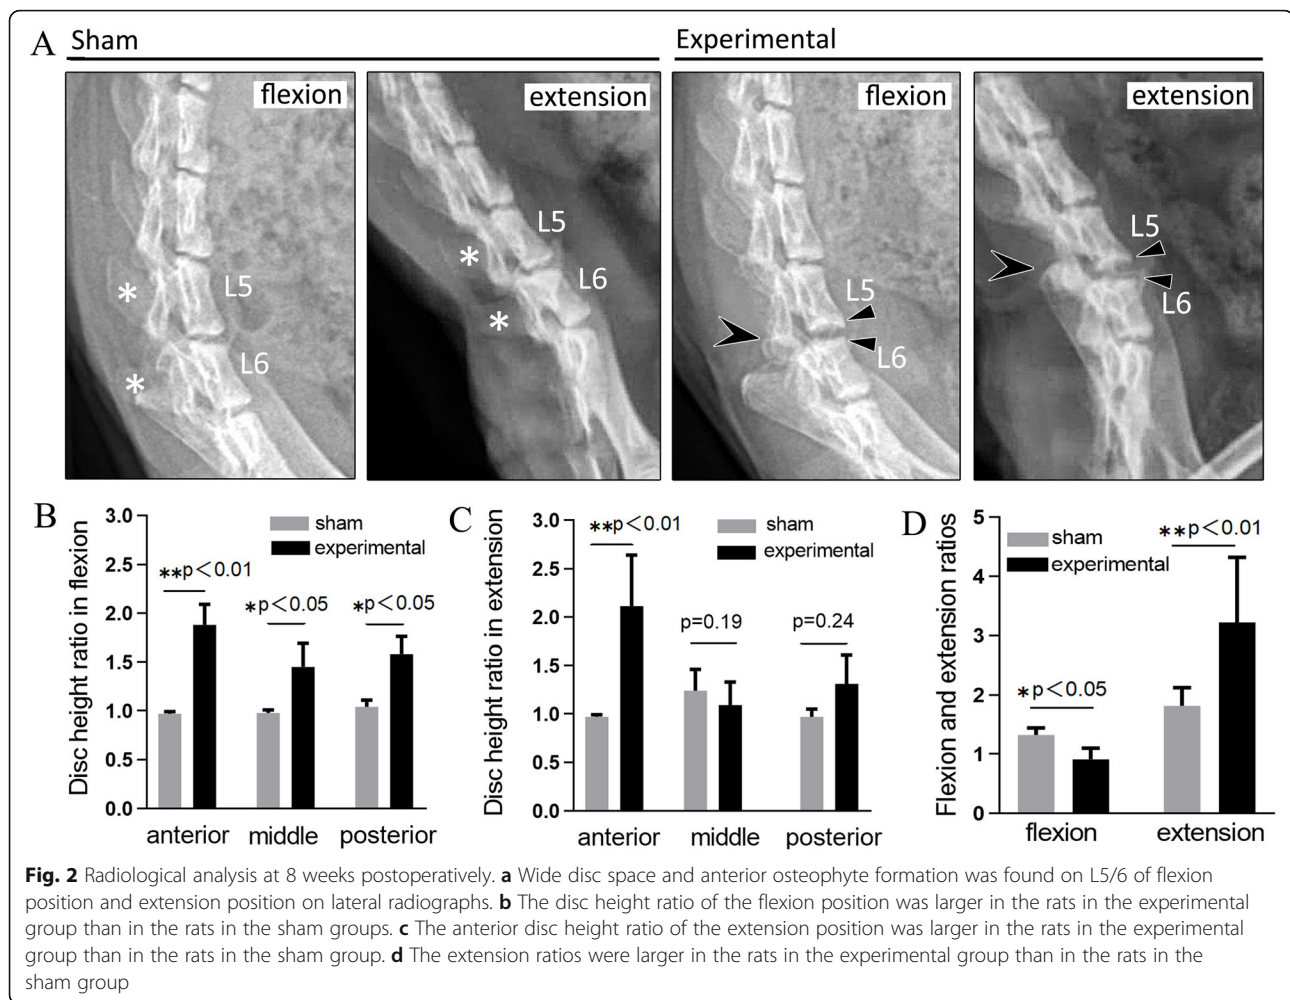 A Sham Experimental
flexion extension flexion extension
L5 L6
L5 L6
L5 L6
L5 L6
* *
* *
B
Disc height ratio in flexion
3.0
2.5
2.0
1.5
1.0
0.5
0.0
sham
experimental
**p<0.01
*p<0.05
*p<0.05
anterior middle posterior
C
Disc height ratio in extension
3.0
2.5
2.0
1.5
1.0
0.5
0.0
sham
experimental
**p<0.01
p=0.19
p=0.24
anterior middle posterior
D
Flexion and extension ratios
5
4
3
2
1
0
sham
experimental
*p<0.05
**p<0.01
flexion extension
Fig. 2 Radiological analysis at 8 weeks postoperatively. a Wide disc space and anterior osteophyte formation was found on L5/6 of flexion
position and extension position on lateral radiographs. b The disc height ratio of the flexion position was larger in the rats in the experimental
group than in the rats in the sham groups. c The anterior disc height ratio of the extension position was larger in the rats in the experimental
group than in the rats in the sham group. d The extension ratios were larger in the rats in the experimental group than in the rats in the
sham group